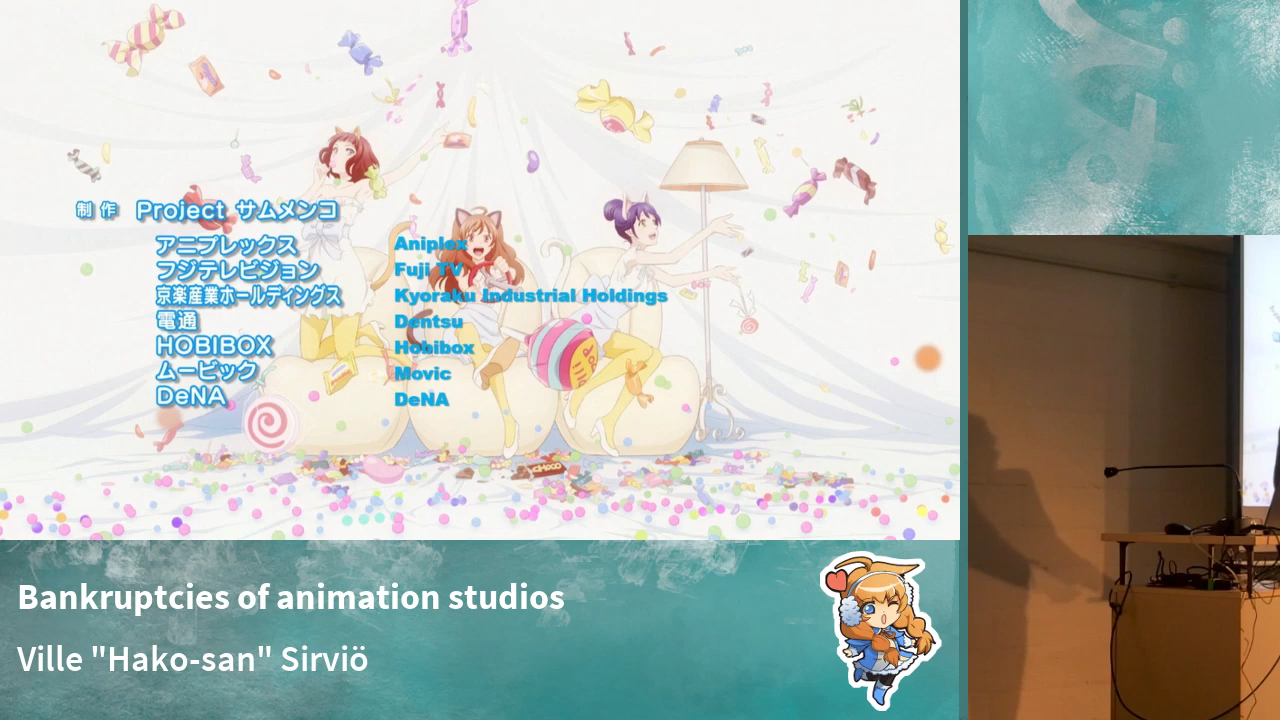 制作 Project サムメンコ
アニプレックス Aniplex
フジテレビジョン Fuji TV
京楽産業ホールディングス Kyoraku Industrial Holdings
電通 Dentsu
HOBIBOX Hobibox
ムービック Movic
DeNA DeNA
CHOCO
Bankruptcies of animation studios
Ville "Hako-san" Sirviö